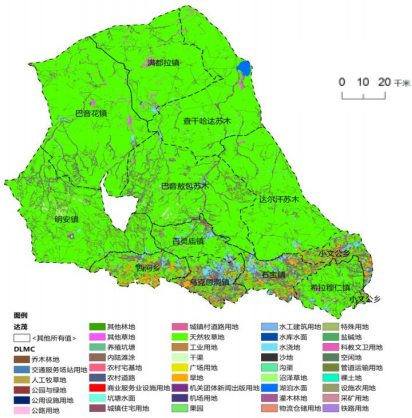 满都拉镇
0 10 20 千米
巴音花镇
查干哈达苏木
巴音敖包苏木
达尔汗苏木
明安镇
百灵庙镇
小文公乡
西河乡
乌克忽洞镇
石宝镇
希拉穆仁镇
小文公乡
图例
达茂
<其他所有值>
DLMC
乔木林地
交通服务场站用地
人工牧草地
公园与绿地
公用设施用地
公路用地
其他林地
其他草地
养殖坑塘
内陆滩涂
农村宅基地
农村道路
商业服务业设施用地
坑塘水面
城镇住宅用地
城镇村道路用地
天然牧草地
工业用地
干渠
广场用地
旱地
机关团体新闻出版用地
机场用地
果园
水工建筑用地
水库水面
水浇地
沙地
沟渠
沼泽草地
湖泊水面
灌木林地
物流仓储用地
特殊用地
盐碱地
科教文卫用地
空闲地
管道运输用地
裸土地
设施农用地
采矿用地
铁路用地